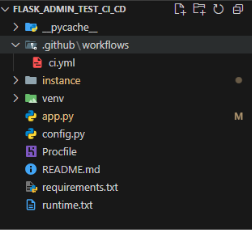 FLASK_ADMIN_TEST_CI_CD
__pycache__
.github\workflows
ci.yml
instance
venv
app.py M
config.py
Procfile
README.md
requirements.txt
runtime.txt